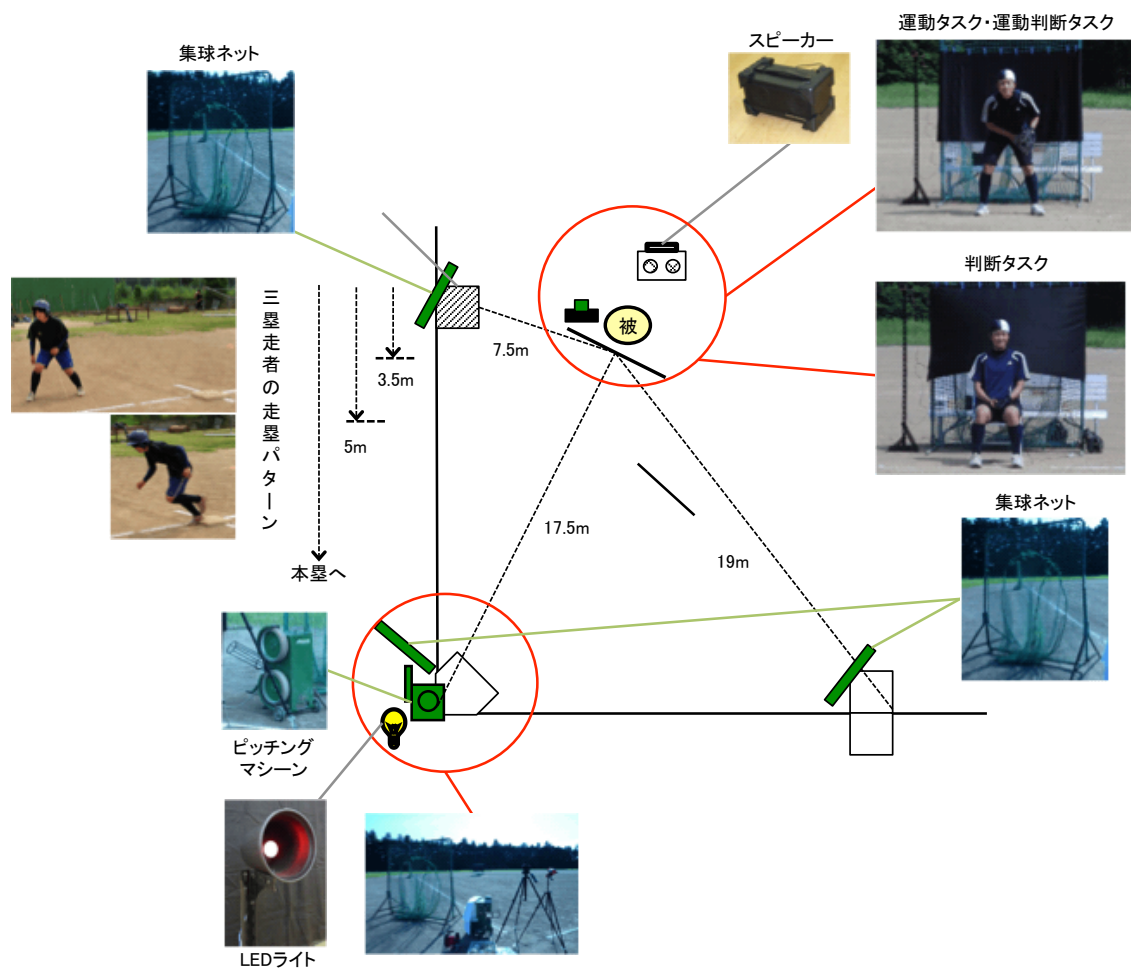 運動タスク・運動判断タスク
スピーカー
集球ネット
判断タスク
被
7.5m
3.5m
5m
三塁走者の走塁パターン
集球ネット
17.5m
19m
本塁へ
ピッチング
マシーン
LEDライト